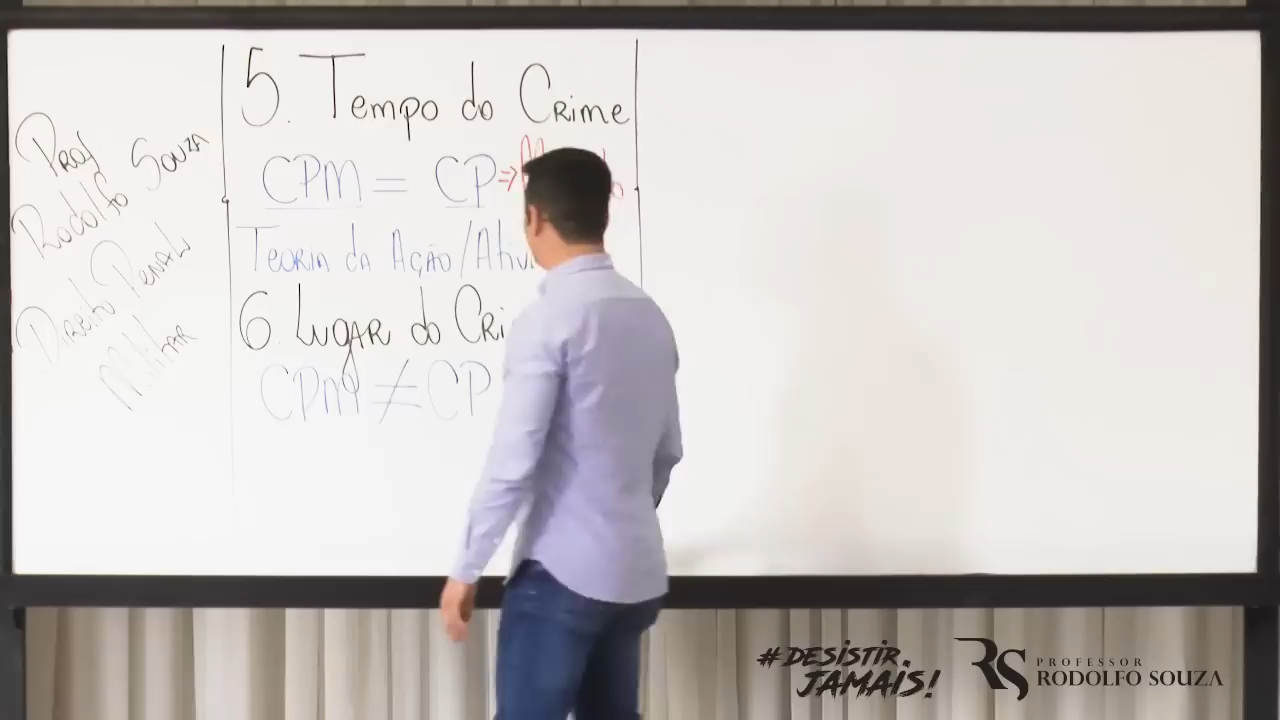 Prof
Rodolfo Souza
Direito Penal
Militar
5. Tempo do Crime
CPM = CP ⇒
Teoria da Ação/Ativi
6. Lugar do Cri
CPM ≠ CP
#DESISTIR
JAMAIS!
RS
PROFESSOR
RODOLFO SOUZA